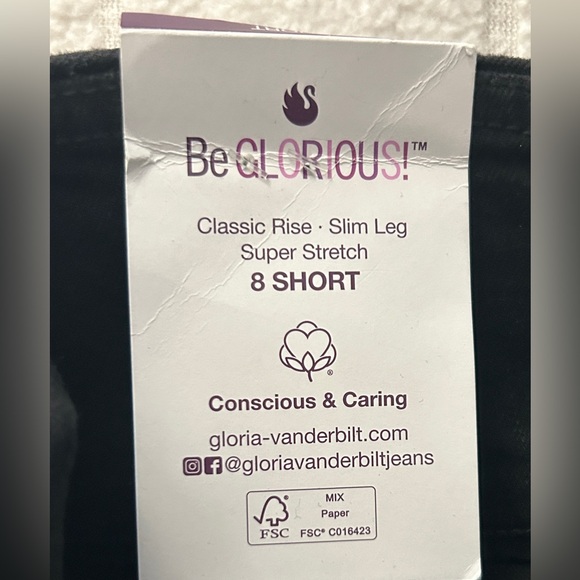 Be GLORIOUS!™
Classic Rise · Slim Leg
Super Stretch
8 SHORT
®
Conscious & Caring
gloria-vanderbilt.com
@gloriavanderbiltjeans
MIX
Paper
FSC
FSC® C016423